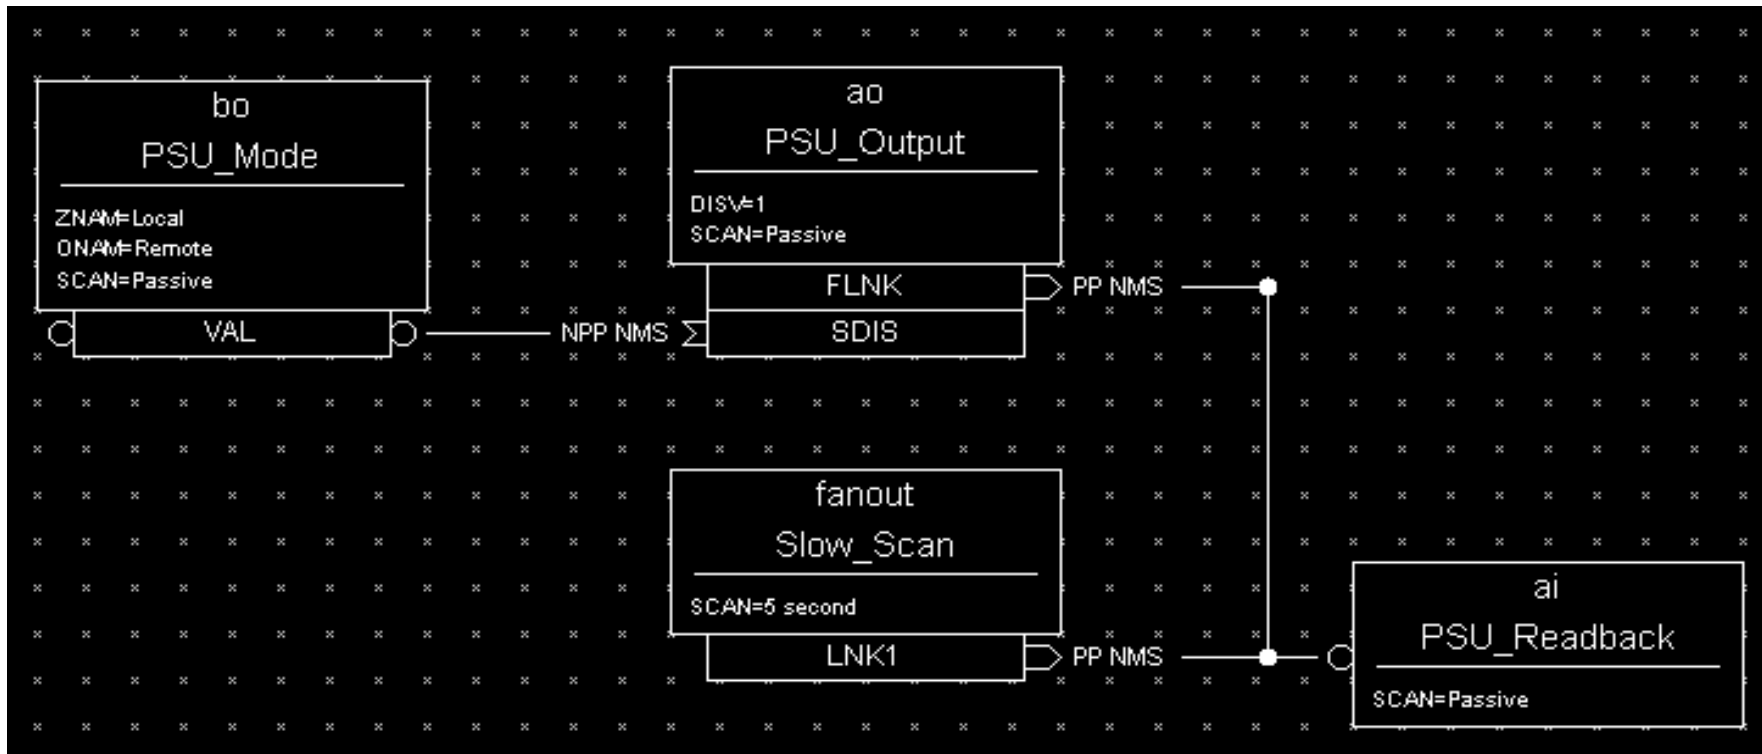 bo
PSU_Mode
ZNAM=Local
ONAM=Remote
SCAN=Passive
VAL
NPP NMS
ao
PSU_Output
DISV=1
SCAN=Passive
FLNK
PP NMS
SDIS
fanout
Slow_Scan
SCAN=5 second
LNK1
PP NMS
ai
PSU_Readback
SCAN=Passive